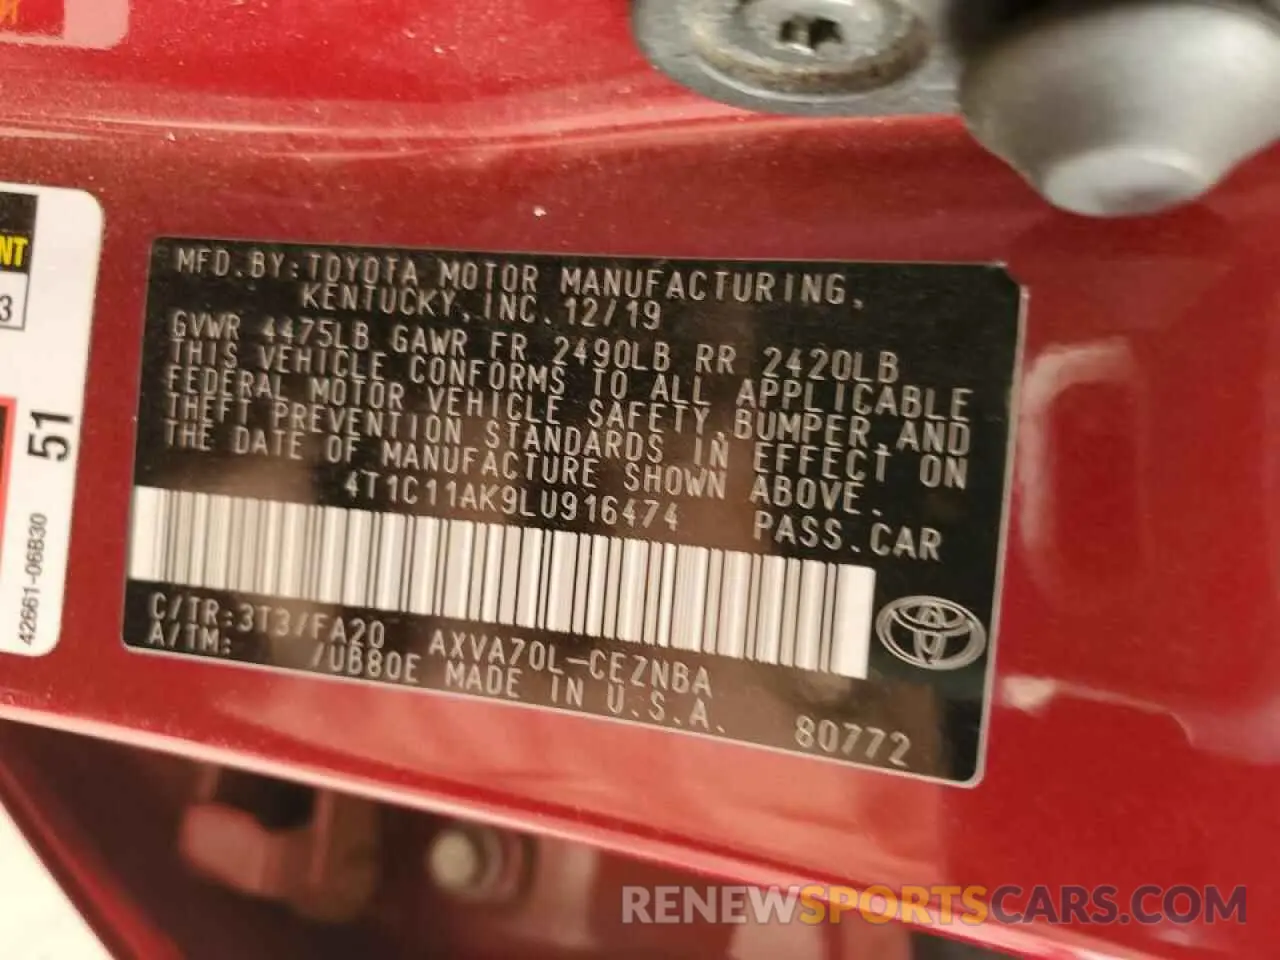 MFD.BY:TOYOTA MOTOR MANUFACTURING,
KENTUCKY,INC.12/19
GVWR 4475LB GAWR FR 2490LB RR 2420LB
THIS VEHICLE CONFORMS TO ALL APPLICABLE
FEDERAL MOTOR VEHICLE SAFETY,BUMPER,AND
THEFT PREVENTION STANDARDS IN EFFECT ON
THE DATE OF MANUFACTURE SHOWN ABOVE.
4T1C11AK9LU916474 PASS.CAR
C/TR:3T3/FA20 AXVA70L-CEZNBA
A/TM: /UB80E MADE IN U.S.A.
80772
NT
3
51
42661-06B30
RENEWSPORTSCARS.COM